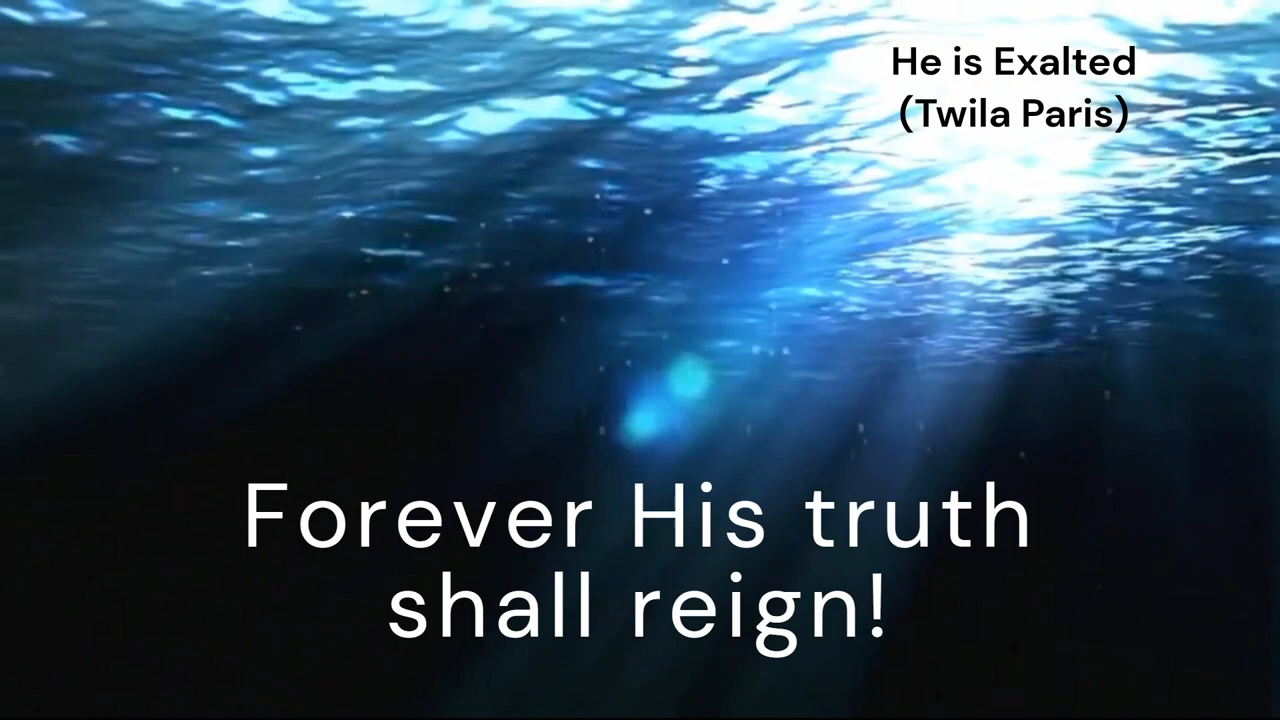 He is Exalted
(Twila Paris)
Forever His truth
shall reign!